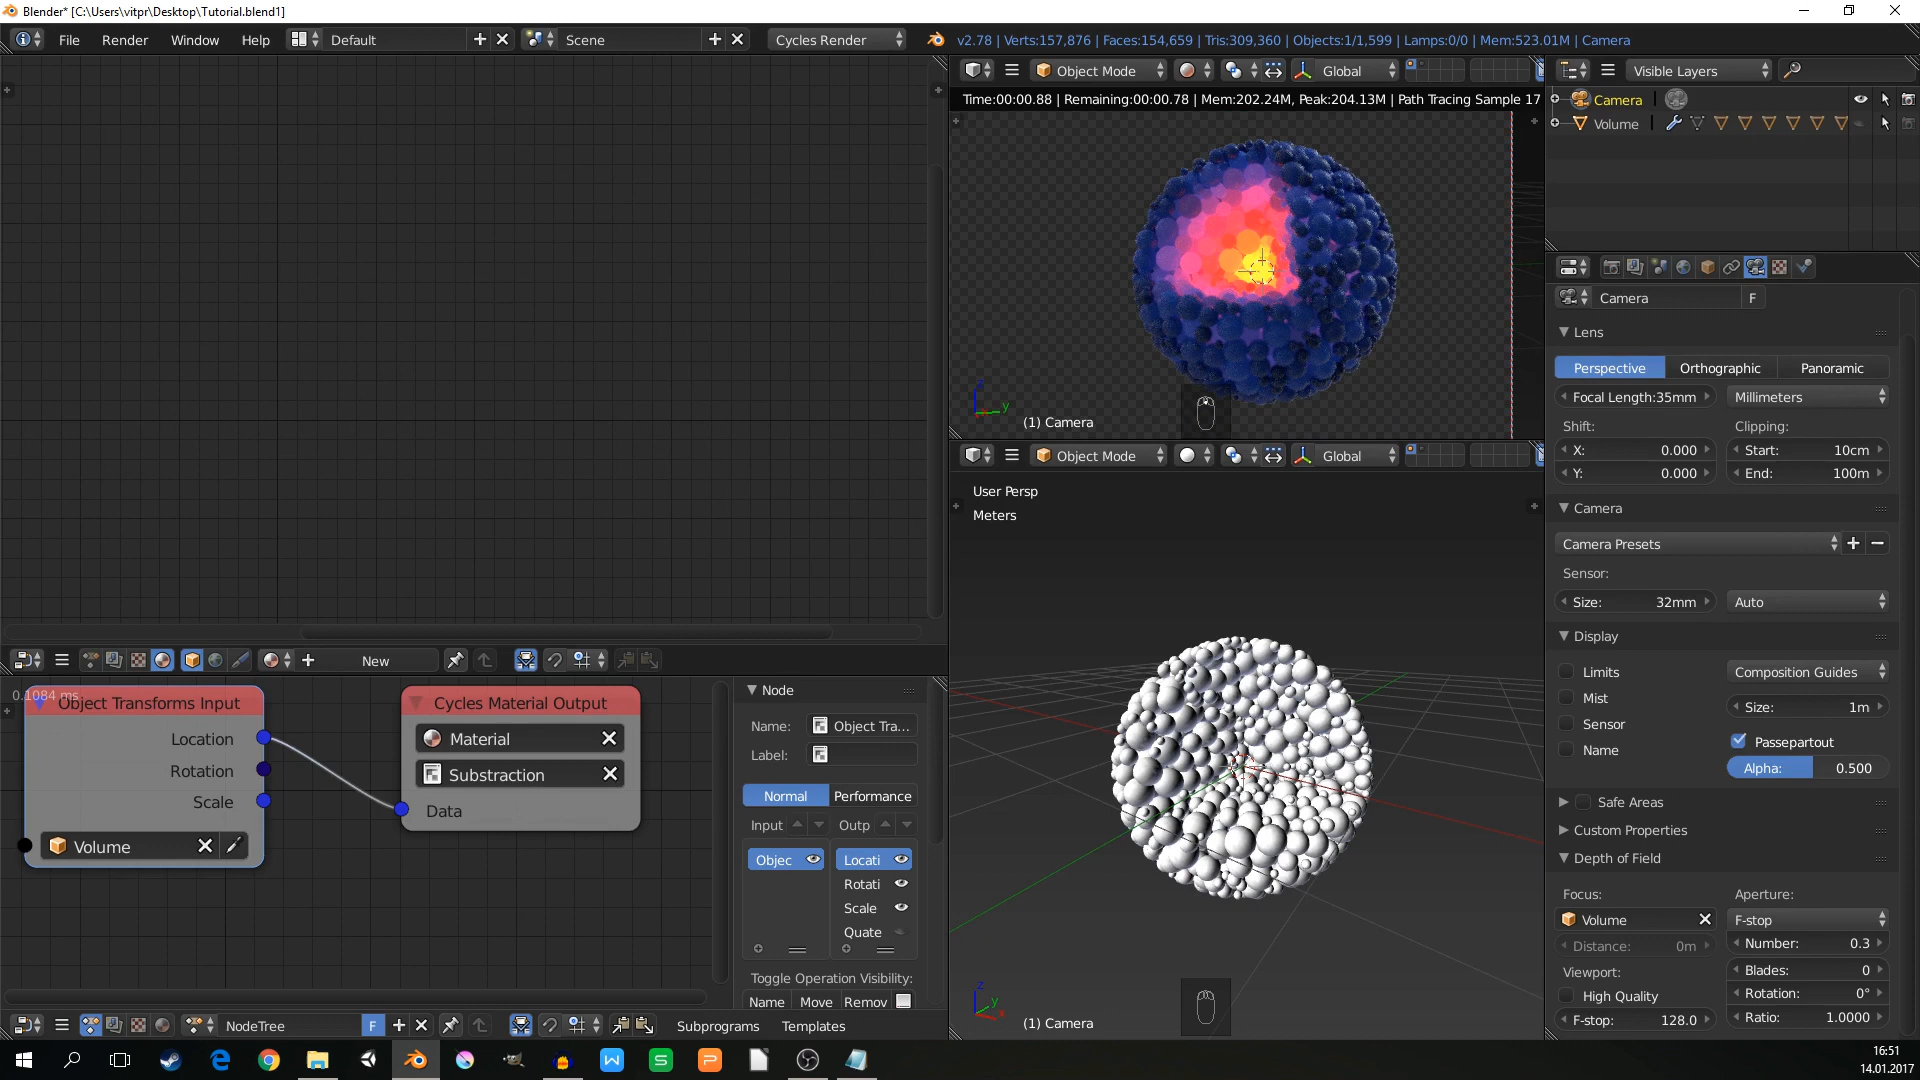 Blender* [C:\Users\vitpr\Desktop\Tutorial.blend1]
File Render Window Help Default Scene Cycles Render v2.78 | Verts:157,876 | Faces:154,659 | Tris:309,360 | Objects:1/1,599 | Lamps:0/0 | Mem:523.01M | Camera
Object Mode Global Visible Layers
Time:00:00.88 | Remaining:00:00.78 | Mem:202.24M, Peak:204.13M | Path Tracing Sample 17
Camera
Volume
Camera F
Lens
Perspective Orthographic Panoramic
Focal Length:35mm Millimeters
Shift: Clipping:
X: 0.000 Start: 10cm
Y: 0.000 End: 100m
z
y
(1) Camera
Object Mode Global
User Persp
Meters
Camera
Camera Presets
Sensor:
Size: 32mm Auto
Display
Limits Composition Guides
Mist
Size: 1m
Sensor
Name
Passepartout
Alpha: 0.500
Safe Areas
Custom Properties
Depth of Field
Focus: Aperture:
Volume F-stop
Distance: 0m Number: 0.3
Viewport: Blades: 0
High Quality Rotation: 0°
F-stop: 128.0 Ratio: 1.0000
New
0.1084 ms
Object Transforms Input
Location
Rotation
Scale
Volume
Cycles Material Output
Material
Substraction
Data
Node
Name: Object Tra...
Label:
Normal Performance
Input Outp
Objec Locati
Rotati
Scale
Quate
Toggle Operation Visibility:
Name Move Remov
z
y
x
(1) Camera
NodeTree F Subprograms Templates
16:51
14.01.2017